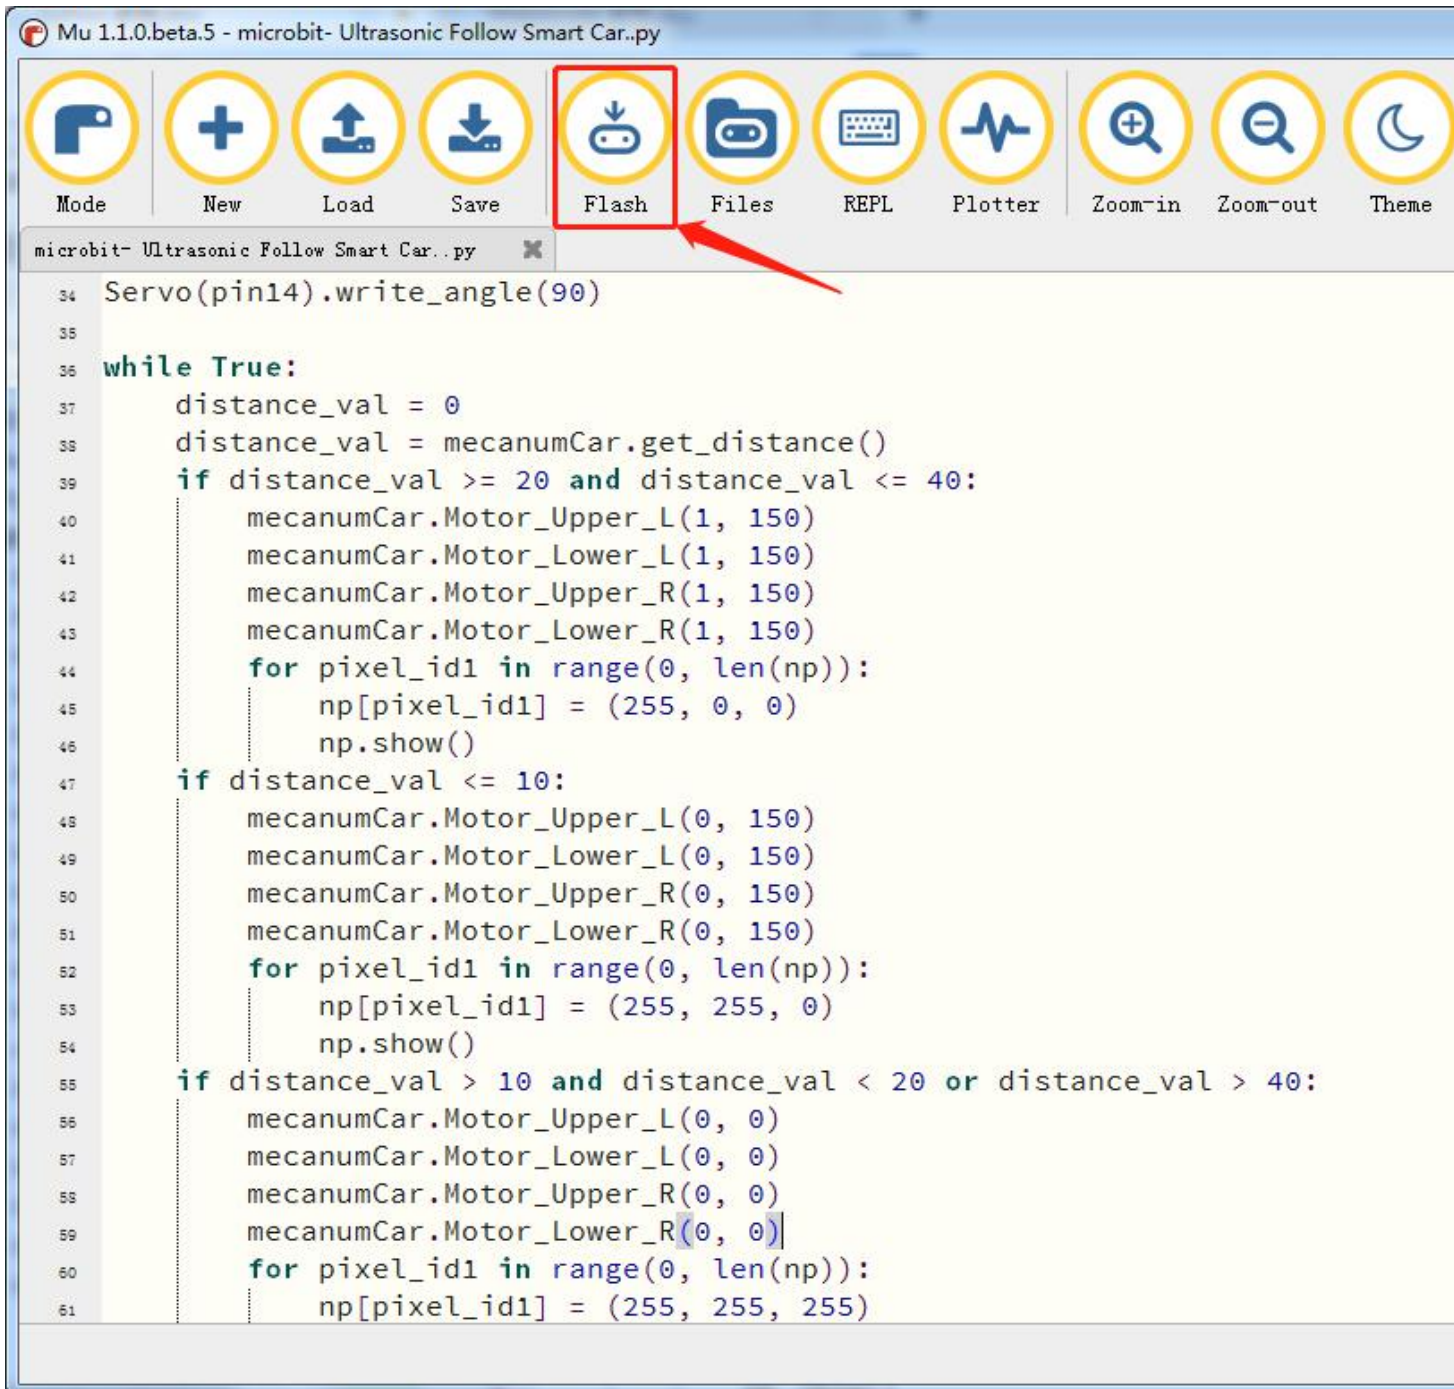 Mu 1.1.0.beta.5 - microbit- Ultrasonic Follow Smart Car..py
Mode New Load Save Flash Files REPL Plotter Zoom-in Zoom-out Theme
microbit- Ultrasonic Follow Smart Car..py
34 Servo(pin14).write_angle(90)
35
36 while True:
37     distance_val = 0
38     distance_val = mecanumCar.get_distance()
39     if distance_val >= 20 and distance_val <= 40:
40         mecanumCar.Motor_Upper_L(1, 150)
41         mecanumCar.Motor_Lower_L(1, 150)
42         mecanumCar.Motor_Upper_R(1, 150)
43         mecanumCar.Motor_Lower_R(1, 150)
44         for pixel_id1 in range(0, len(np)):
45             np[pixel_id1] = (255, 0, 0)
46             np.show()
47     if distance_val <= 10:
48         mecanumCar.Motor_Upper_L(0, 150)
49         mecanumCar.Motor_Lower_L(0, 150)
50         mecanumCar.Motor_Upper_R(0, 150)
51         mecanumCar.Motor_Lower_R(0, 150)
52         for pixel_id1 in range(0, len(np)):
53             np[pixel_id1] = (255, 255, 0)
54             np.show()
55     if distance_val > 10 and distance_val < 20 or distance_val > 40:
56         mecanumCar.Motor_Upper_L(0, 0)
57         mecanumCar.Motor_Lower_L(0, 0)
58         mecanumCar.Motor_Upper_R(0, 0)
59         mecanumCar.Motor_Lower_R(0, 0)
60         for pixel_id1 in range(0, len(np)):
61             np[pixel_id1] = (255, 255, 255)